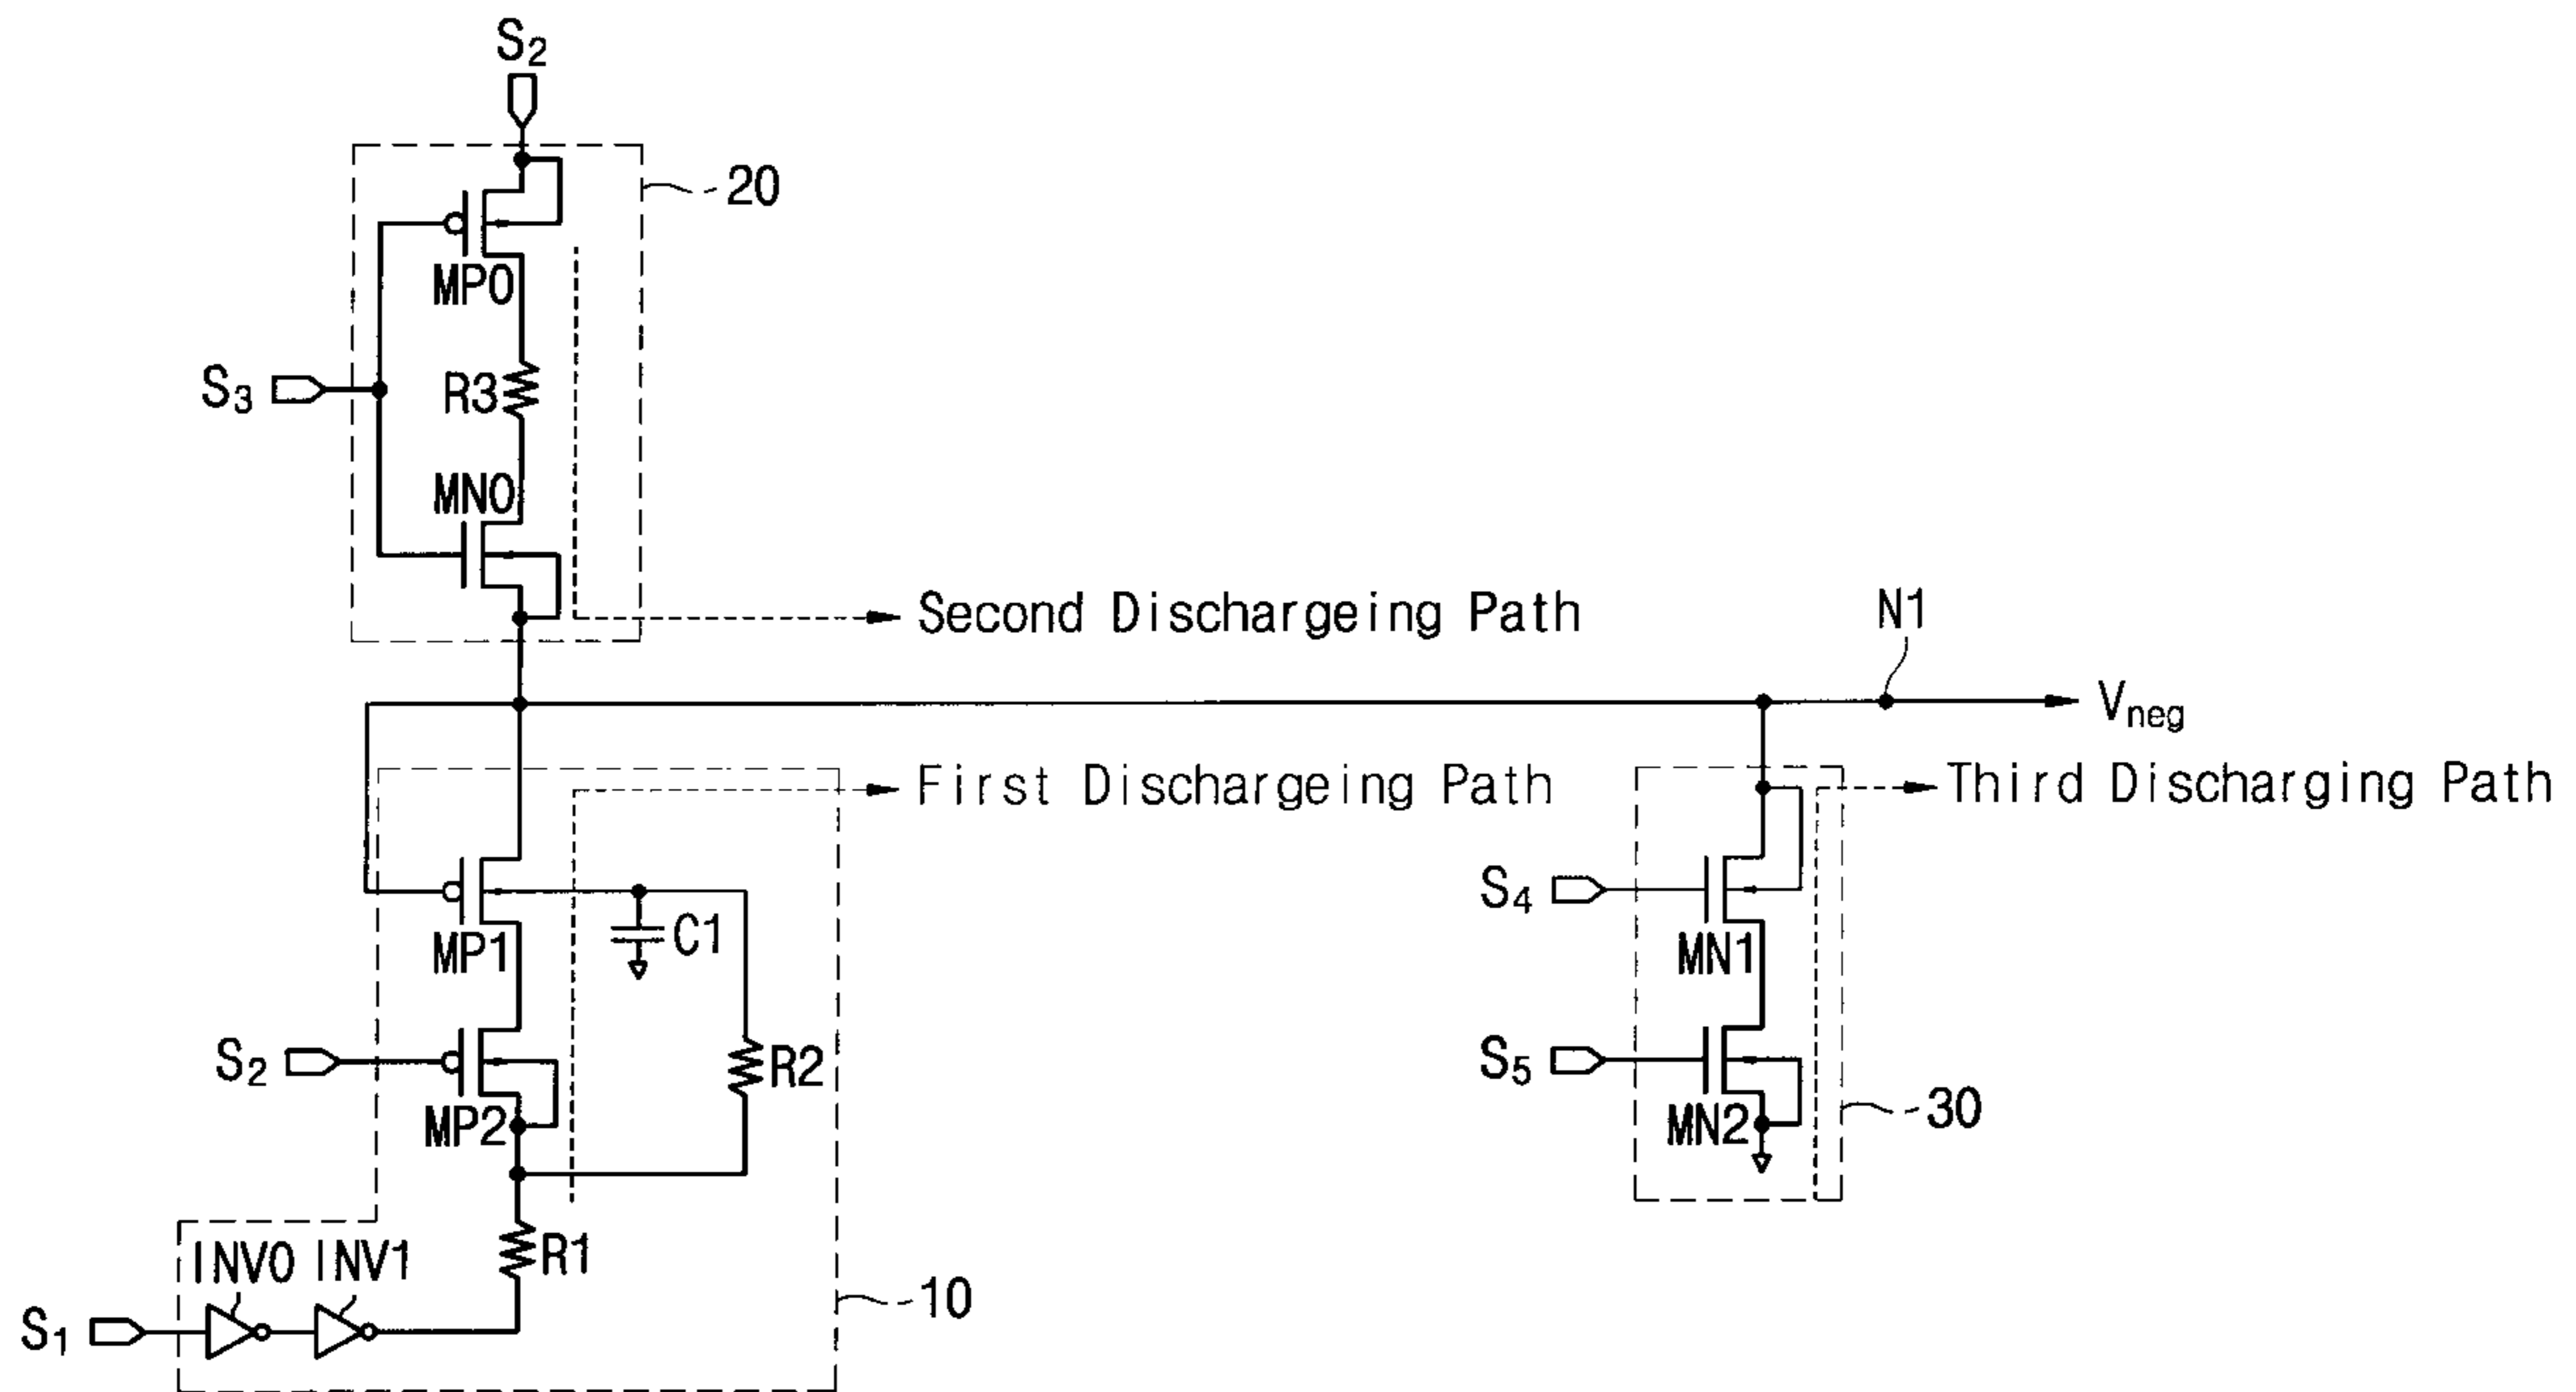 S2
20
MP0
S3
R3
MN0
Second Dischargeing Path
N1
Vneg
First Dischargeing Path
Third Discharging Path
MP1
C1
S4
MN1
S2
MP2
R2
S5
MN2
30
R1
INV0 INV1
10
S1